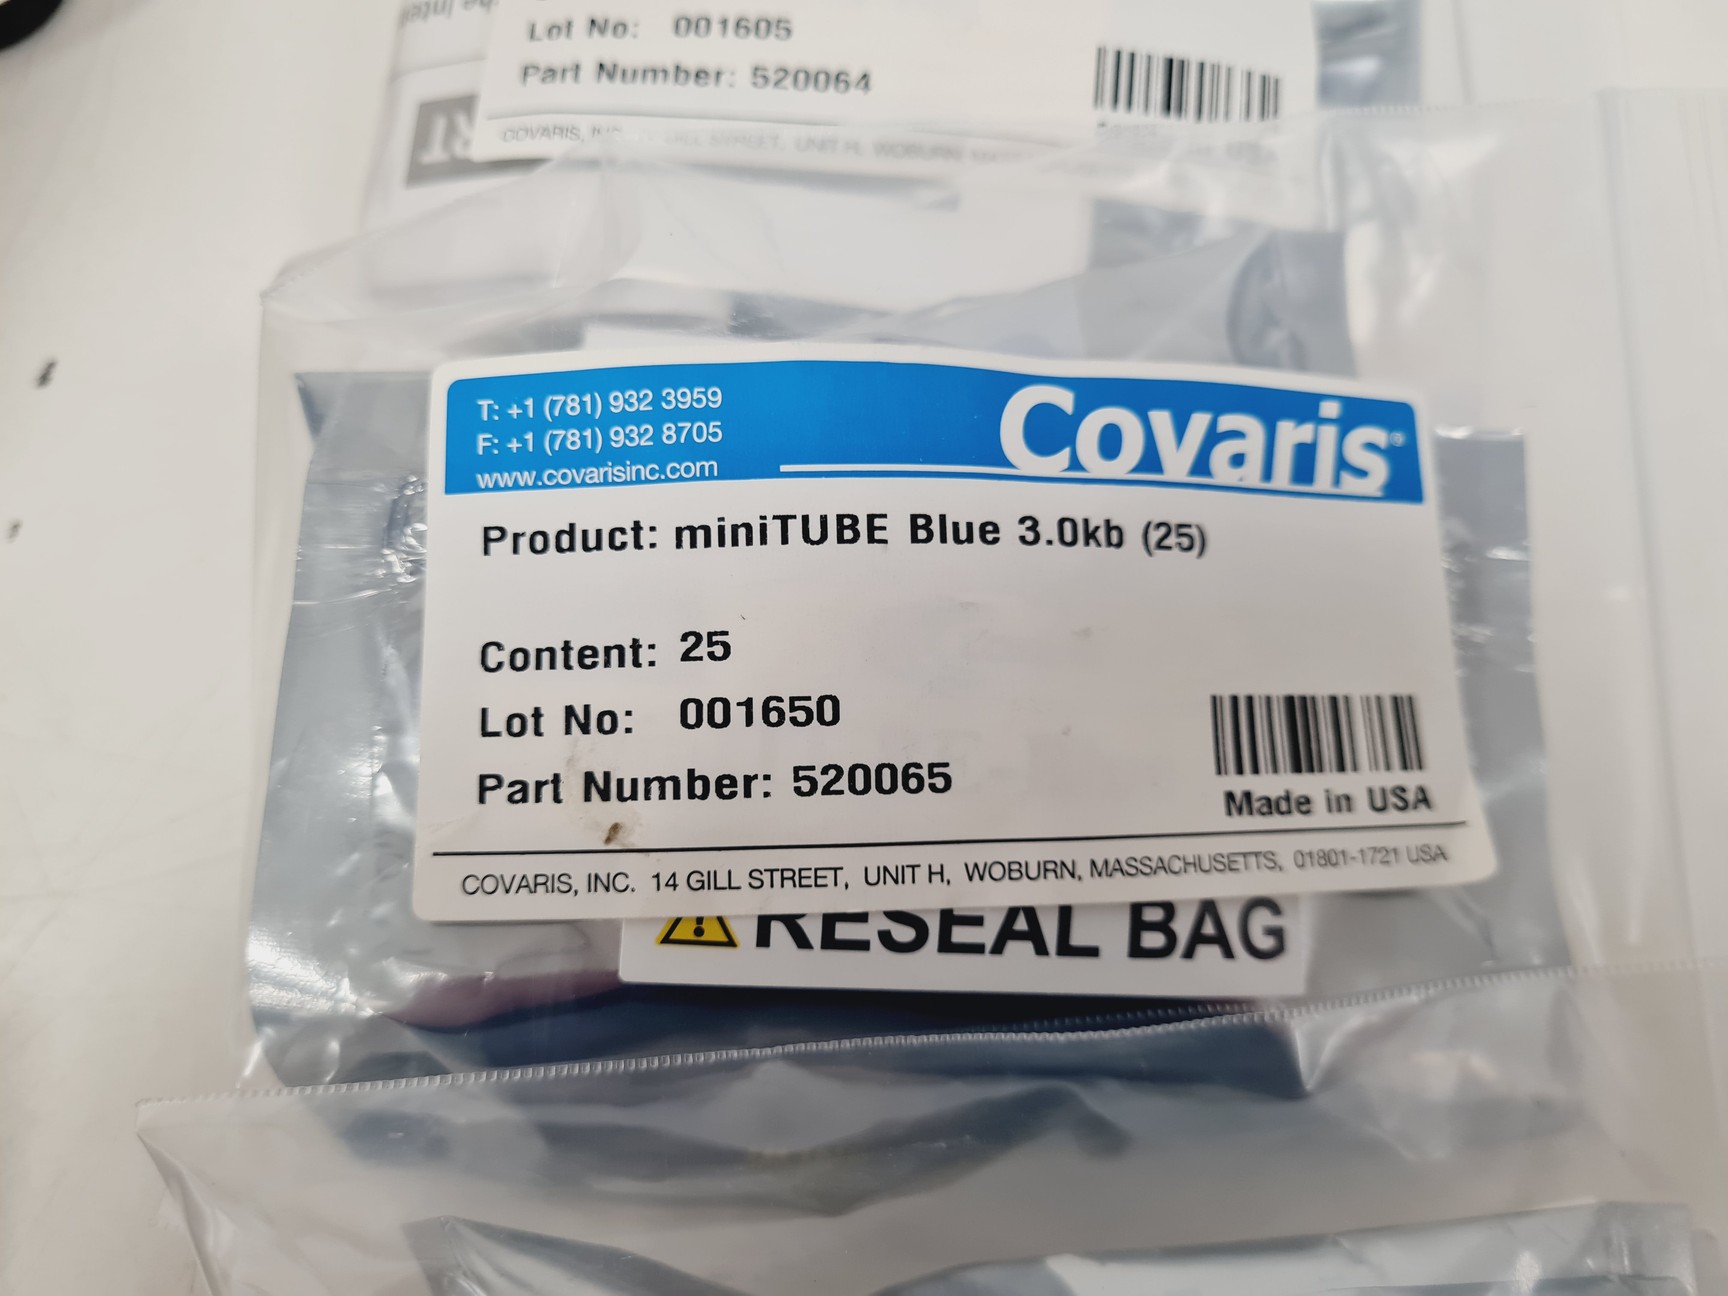 Lot No: 001605
Part Number: 520064
COVARIS,
T: +1 (781) 932 3959
F: +1 (781) 932 8705
www.covarisinc.com
Covaris®
Product: miniTUBE Blue 3.0kb (25)
Content: 25
Lot No: 001650
Part Number: 520065
Made in USA
COVARIS, INC. 14 GILL STREET, UNIT H, WOBURN, MASSACHUSETTS, 01801-1721 USA
RESEAL BAG